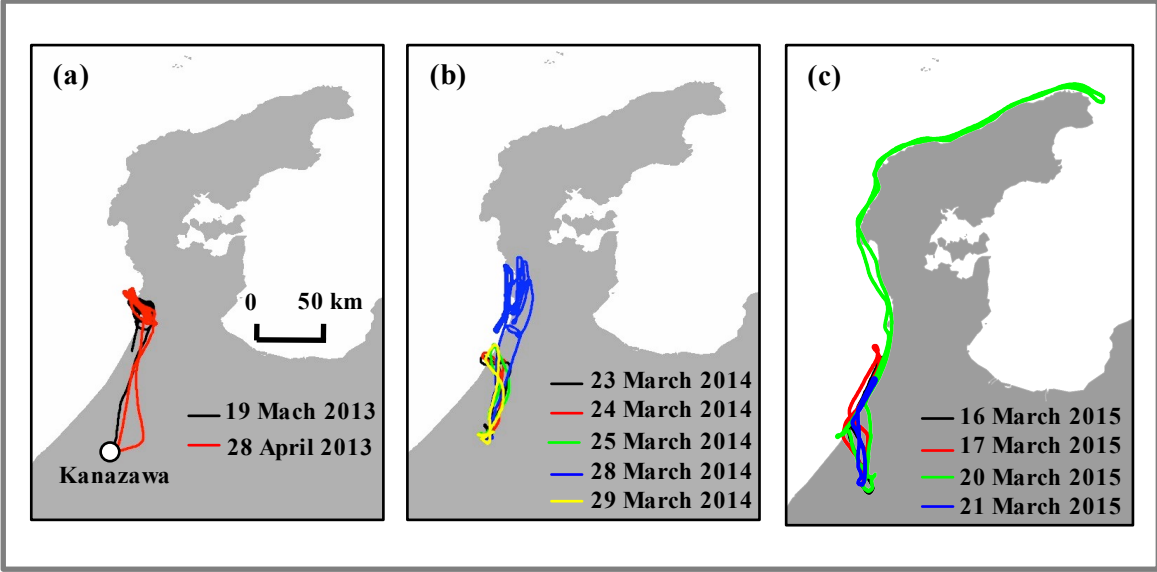 (a)
0 50 km
19 Mach 2013
28 April 2013
Kanazawa
(b)
23 March 2014
24 March 2014
25 March 2014
28 March 2014
29 March 2014
(c)
16 March 2015
17 March 2015
20 March 2015
21 March 2015